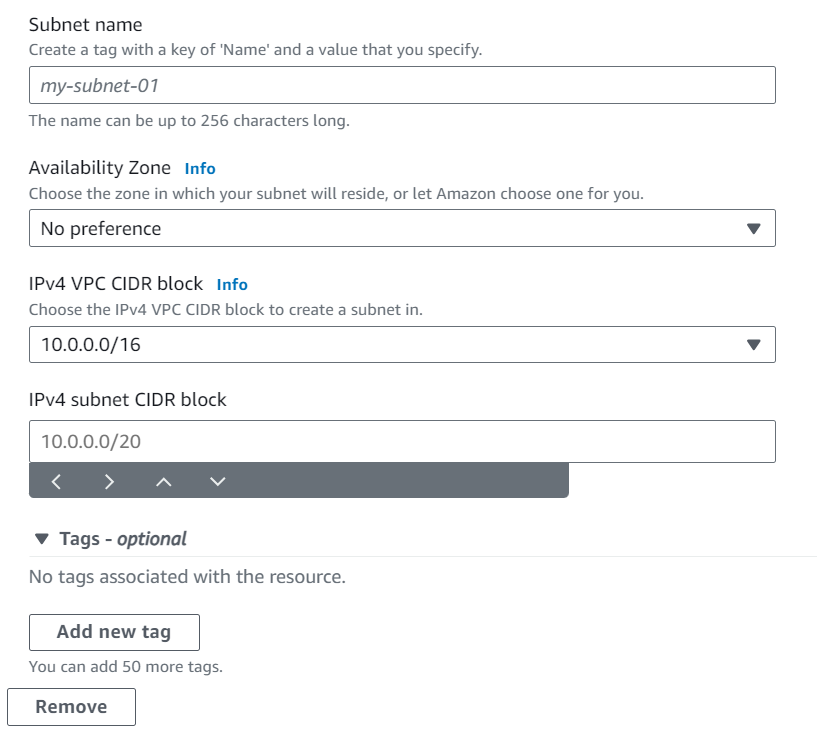 Subnet name
Create a tag with a key of 'Name' and a value that you specify.
my-subnet-01
The name can be up to 256 characters long.
Availability Zone Info
Choose the zone in which your subnet will reside, or let Amazon choose one for you.
No preference
IPv4 VPC CIDR block Info
Choose the IPv4 VPC CIDR block to create a subnet in.
10.0.0.0/16
IPv4 subnet CIDR block
10.0.0.0/20
Tags - optional
No tags associated with the resource.
Add new tag
You can add 50 more tags.
Remove